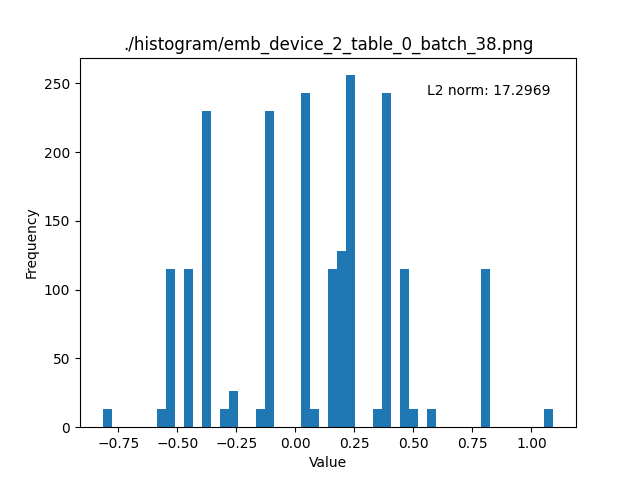 ./histogram/emb_device_2_table_0_batch_38.png
L2 norm: 17.2969
250
200
150
100
50
0
Frequency
−0.75 −0.50 −0.25 0.00 0.25 0.50 0.75 1.00
Value